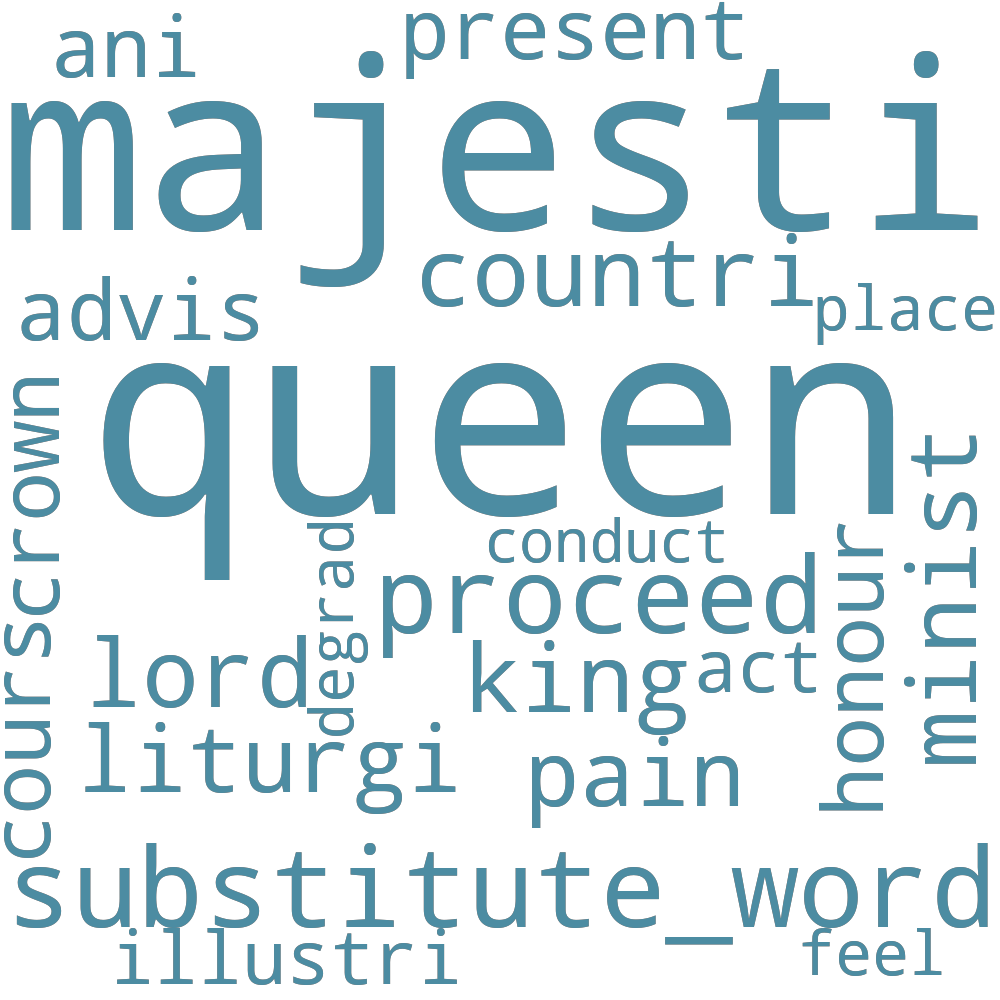 ani
present
majesti
countri
advis
place
queen
crown
minist
conduct
degrad
proceed
honour
lord
king
act
cours
liturgi
pain
substitute_word
illustri
feel